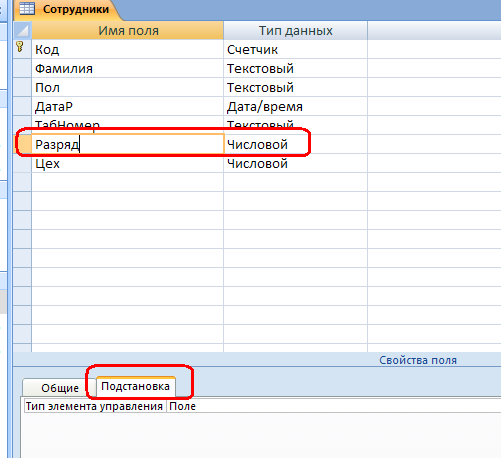 Сотрудники
Имя поля Тип данных
Код Счетчик
Фамилия Текстовый
Пол Текстовый
ДатаР Дата/время
ТабНомер Текстовый
Разряд Числовой
Цех Числовой
Свойства поля
Общие Подстановка
Тип элемента управления Поле